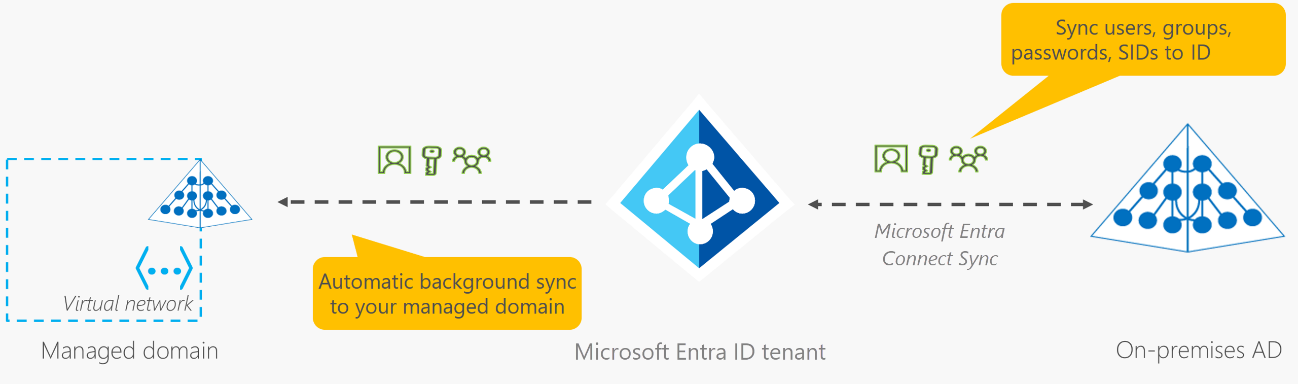 Sync users, groups,
passwords, SIDs to ID
Microsoft Entra
Connect Sync
Automatic background sync
to your managed domain
Virtual network
Managed domain
Microsoft Entra ID tenant
On-premises AD